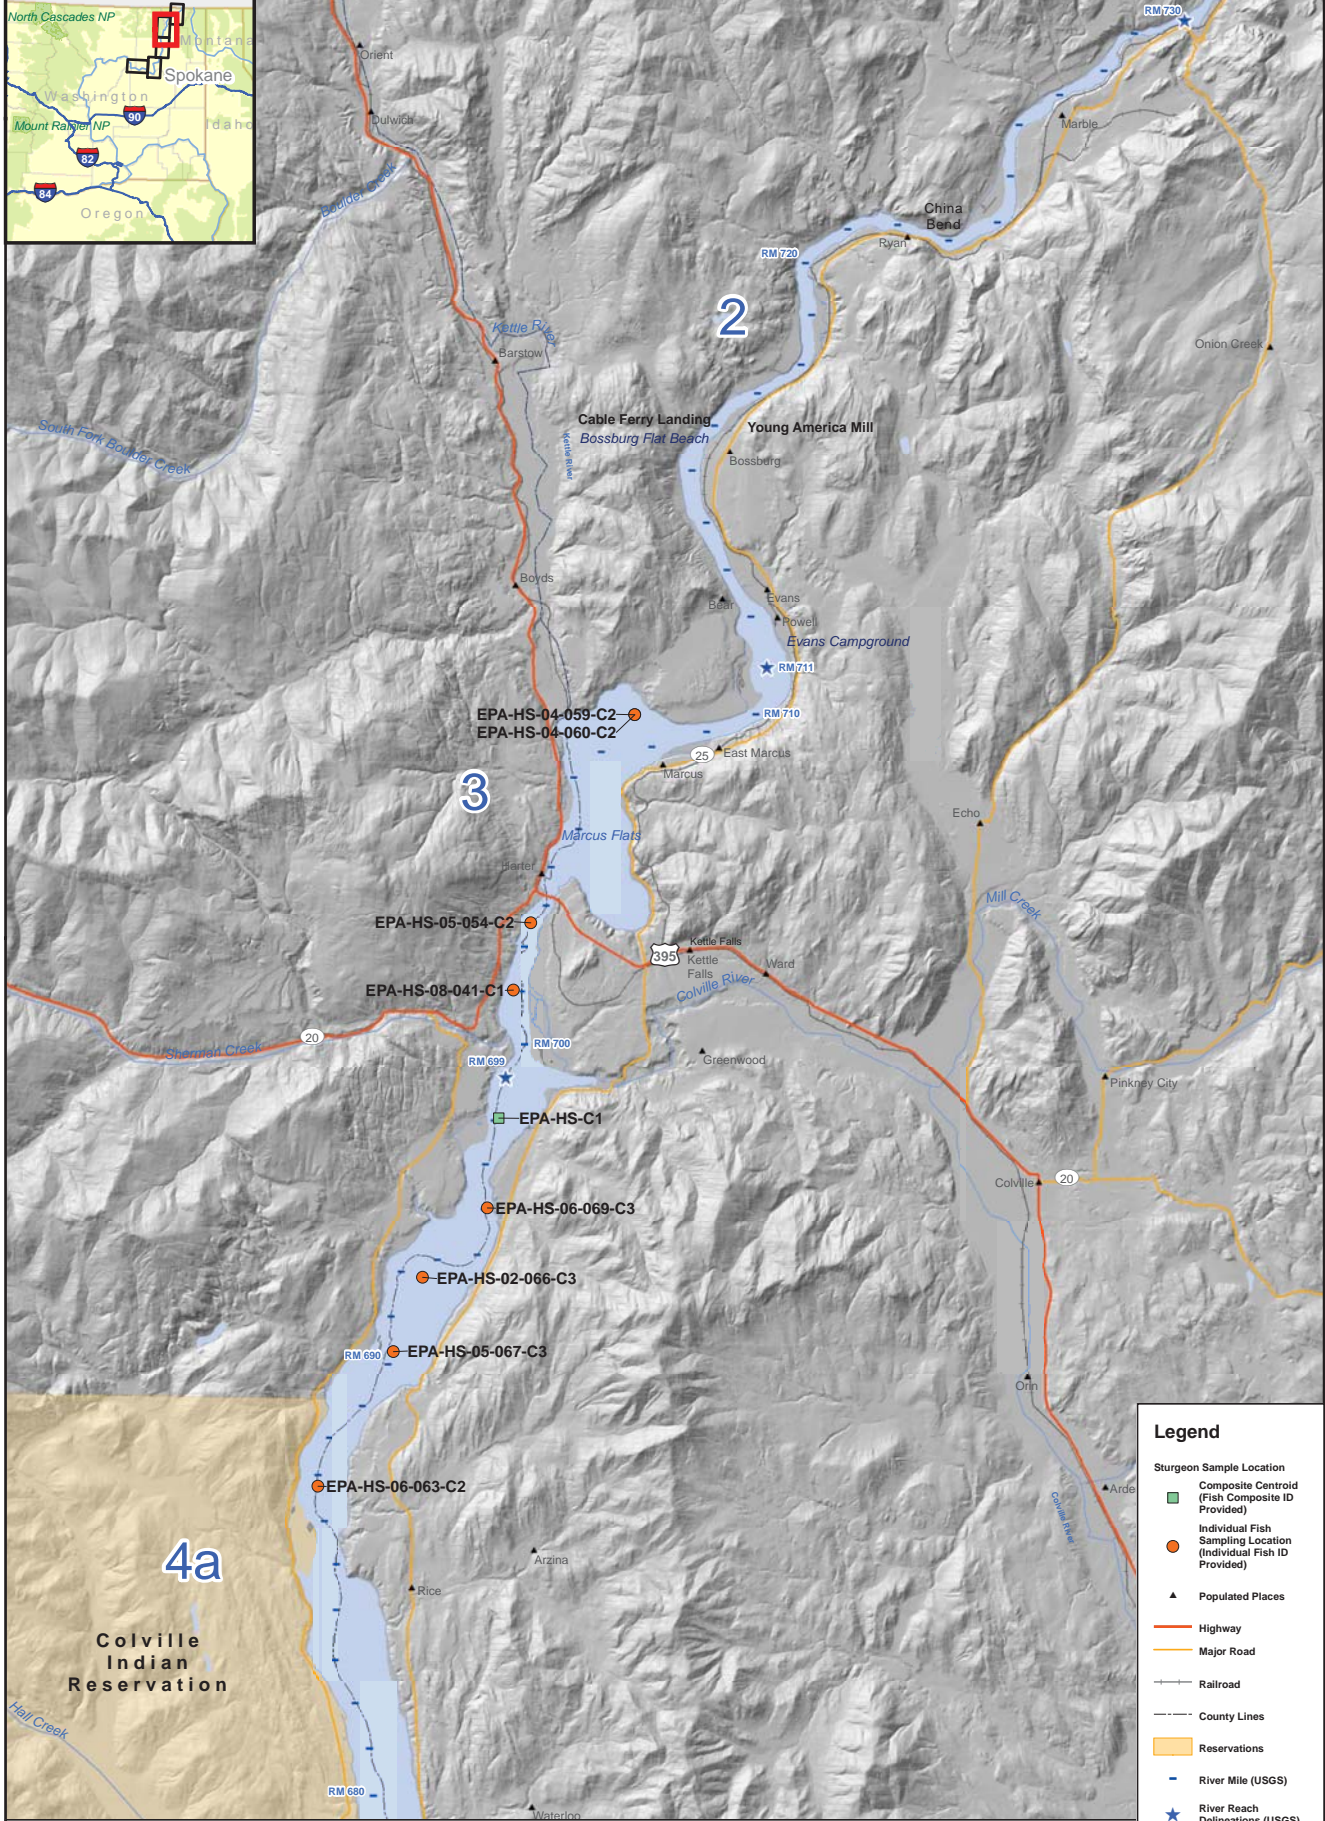 North Cascades NP
Montana
Spokane
Washington
90
Mount Rainier NP
Idaho
82
84
Oregon
RM 730
Orient
Dulwich
Marble
Boulder Creek
China
Bend
Ryan
RM 720
2
Kettle River
Barstow
Onion Creek
Cable Ferry Landing
Young America Mill
Bossburg Flat Beach
South Fork Boulder Creek
Kettle River
Bossburg
Boyds
Bear
Evans
Powell
Evans Campground
RM 711
EPA-HS-04-059-C2
RM 710
EPA-HS-04-060-C2
25
East Marcus
Marcus
3
Echo
Marcus Flats
Harter
Mill Creek
EPA-HS-05-054-C2
Kettle Falls
395
Kettle
Falls
Ward
Colville River
EPA-HS-08-041-C1
20
RM 700
Sherman Creek
RM 699
Greenwood
Pinkney City
EPA-HS-C1
Colville
20
EPA-HS-06-069-C3
EPA-HS-02-066-C3
RM 690
EPA-HS-05-067-C3
Orin
EPA-HS-06-063-C2
Arde
Colville River
4a
Arzina
Rice
Colville
Indian
Reservation
Hall Creek
RM 680
Waterloo
Legend
Sturgeon Sample Location
Composite Centroid
(Fish Composite ID
Provided)
Individual Fish
Sampling Location
(Individual Fish ID
Provided)
Populated Places
Highway
Major Road
Railroad
County Lines
Reservations
River Mile (USGS)
River Reach
Delineations (USGS)